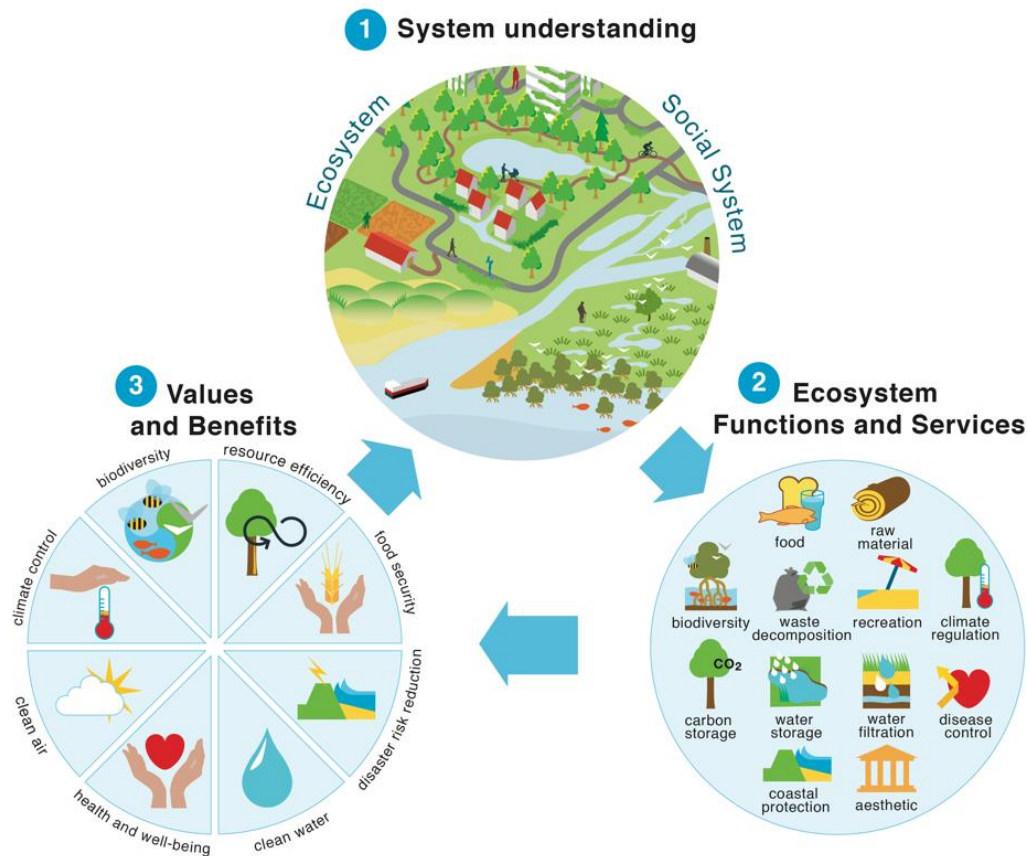 1 System understanding
Ecosystem
Social System
2 Ecosystem
Functions and Services
food
raw
material
biodiversity
waste
decomposition
recreation
climate
regulation
CO2
carbon
storage
water
storage
water
filtration
disease
control
coastal
protection
aesthetic
3 Values
and Benefits
biodiversity
resource efficiency
food security
disaster risk reduction
clean water
health and well-being
clean air
climate control